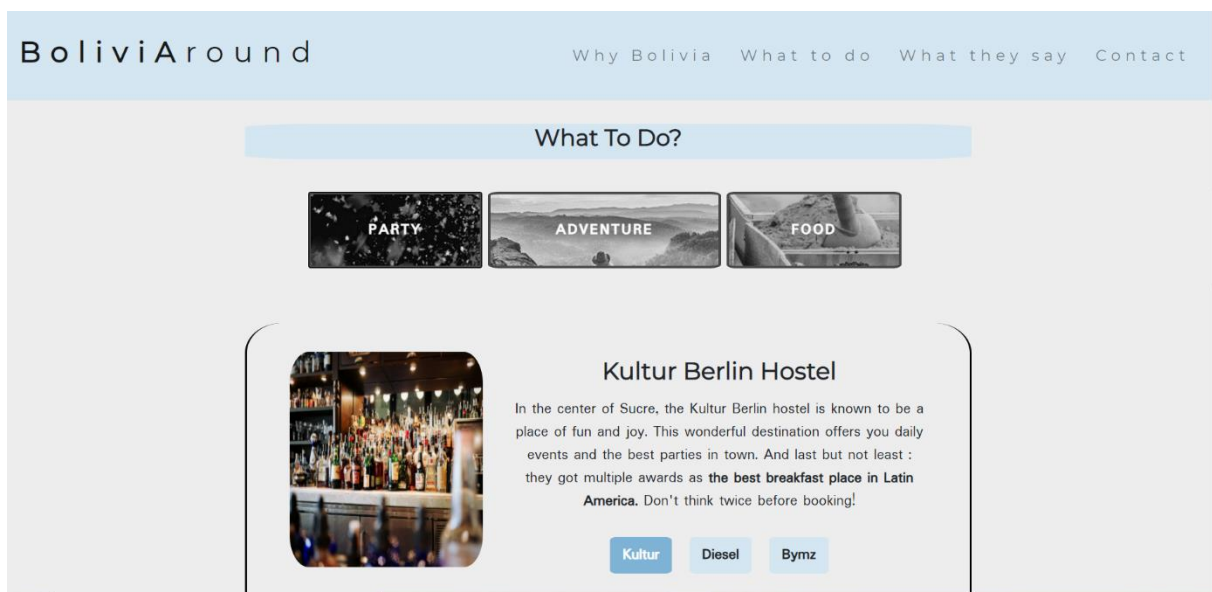 BoliviAround
Why Bolivia What to do What they say Contact
What To Do?
PARTY ADVENTURE FOOD
Kultur Berlin Hostel
In the center of Sucre, the Kultur Berlin hostel is known to be a
place of fun and joy. This wonderful destination offers you daily
events and the best parties in town. And last but not least :
they got multiple awards as the best breakfast place in Latin
America. Don't think twice before booking!
Kultur Diesel Bymz